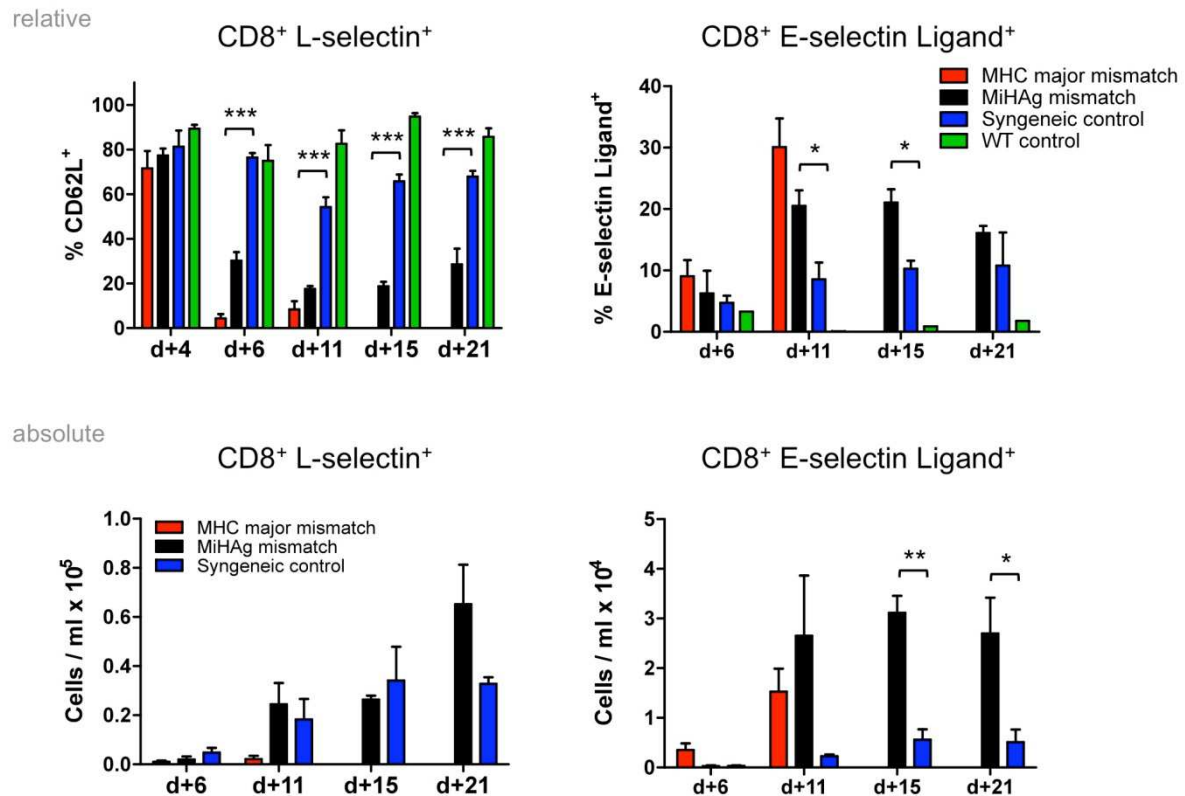 relative
CD8⁺ L-selectin⁺
% CD62L⁺
100
80
60
40
20
0
***
***
***
***
d+4 d+6 d+11 d+15 d+21
CD8⁺ E-selectin Ligand⁺
MHC major mismatch
MiHAg mismatch
Syngeneic control
WT control
% E-selectin Ligand⁺
40
30
20
10
0
*
*
d+6 d+11 d+15 d+21
absolute
CD8⁺ L-selectin⁺
MHC major mismatch
MiHAg mismatch
Syngeneic control
Cells / ml x 10⁵
1.0
0.8
0.6
0.4
0.2
0.0
d+6 d+11 d+15 d+21
CD8⁺ E-selectin Ligand⁺
Cells / ml x 10⁴
5
4
3
2
1
0
**
*
d+6 d+11 d+15 d+21